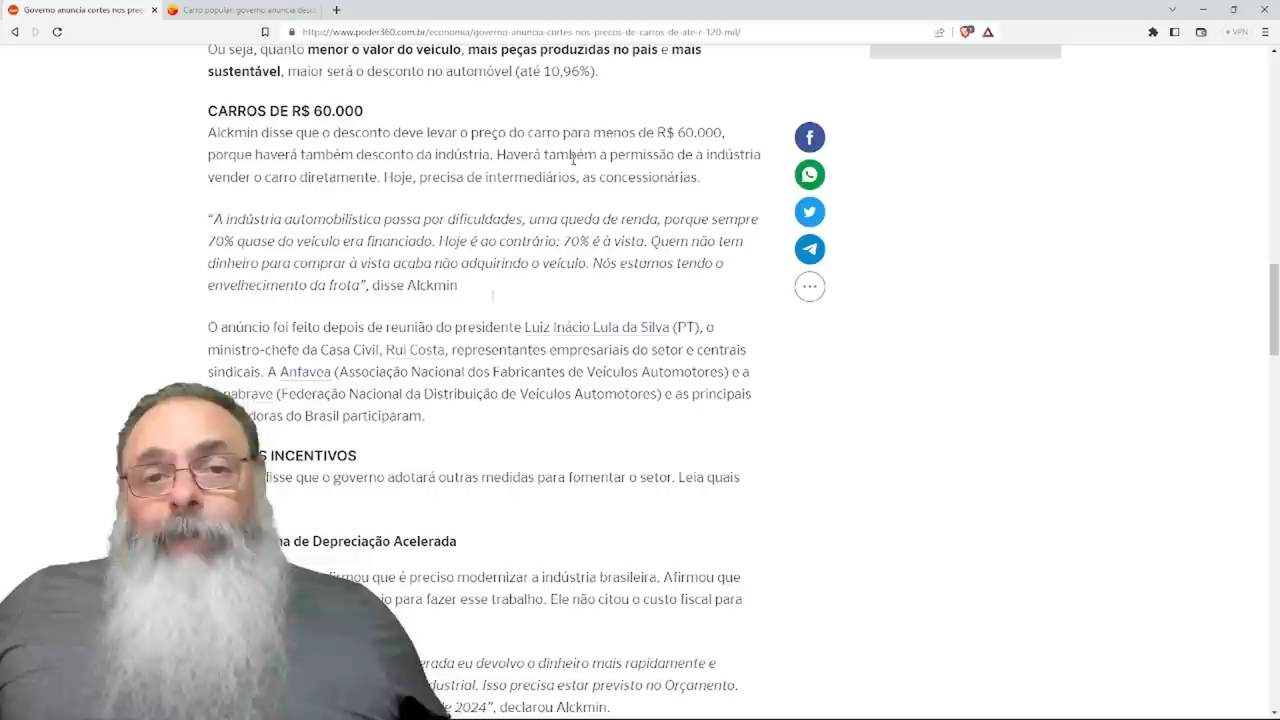 Governo anuncia cortes nos preç
Carro popular: governo anuncia desc
https://www.poder360.com.br/economia/governo-anuncia-cortes-nos-precos-de-carros-de-ate-r-120-mil/
VPN
Ou seja, quanto menor o valor do veículo, mais peças produzidas no país e mais
sustentável, maior será o desconto no automóvel (até 10,96%).
CARROS DE R$ 60.000
Alckmin disse que o desconto deve levar o preço do carro para menos de R$ 60.000,
porque haverá também desconto da indústria. Haverá também a permissão de a indústria
vender o carro diretamente. Hoje, precisa de intermediários, as concessionárias.
“A indústria automobilística passa por dificuldades, uma queda de renda, porque sempre
70% quase do veículo era financiado. Hoje é ao contrário: 70% é à vista. Quem não tem
dinheiro para comprar à vista acaba não adquirindo o veículo. Nós estamos tendo o
envelhecimento da frota”, disse Alckmin
O anúncio foi feito depois de reunião do presidente Luiz Inácio Lula da Silva (PT), o
ministro-chefe da Casa Civil, Rui Costa, representantes empresariais do setor e centrais
sindicais. A Anfavea (Associação Nacional dos Fabricantes de Veículos Automotores) e a
nabrave (Federação Nacional da Distribuição de Veículos Automotores) e as principais
doras do Brasil participaram.
S INCENTIVOS
disse que o governo adotará outras medidas para fomentar o setor. Leia quais
na de Depreciação Acelerada
firmou que é preciso modernizar a indústria brasileira. Afirmou que
io para fazer esse trabalho. Ele não citou o custo fiscal para
erada eu devolvo o dinheiro mais rapidamente e
dustrial. Isso precisa estar previsto no Orçamento.
de 2024”, declarou Alckmin.